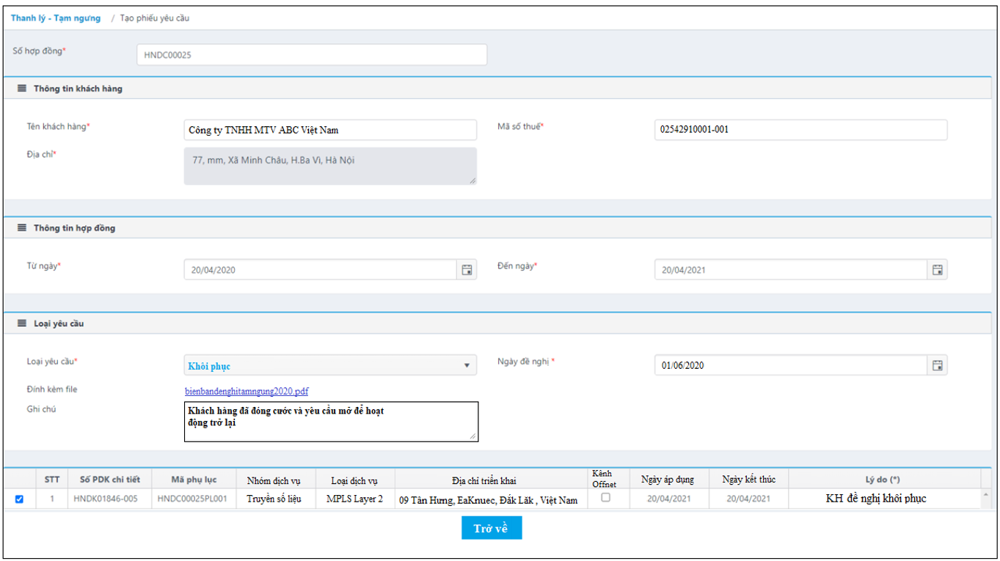 Thanh lý - Tạm ngưng / Tạo phiếu yêu cầu
Số hợp đồng* HNDC00025
Thông tin khách hàng
Tên khách hàng* Công ty TNHH MTV ABC Việt Nam Mã số thuế* 02542910001-001
Địa chỉ* 77, mm, Xã Minh Châu, H.Ba Vì, Hà Nội
Thông tin hợp đồng
Từ ngày* 20/04/2020 Đến ngày* 20/04/2021
Loại yêu cầu
Loại yêu cầu* Khôi phục Ngày đề nghị * 01/06/2020
Đính kèm file bienbandenghitamngung2020.pdf
Ghi chú Khách hàng đã đóng cước và yêu cầu mở để hoạt
động trở lại
STT Số PDK chi tiết Mã phụ lục Nhóm dịch vụ Loại dịch vụ Địa chỉ triển khai Kênh Offnet Ngày áp dụng Ngày kết thúc Lý do (*)
1 HNDK01846-005 HNDC00025PL001 Truyền số liệu MPLS Layer 2 09 Tân Hưng, EaKnuec, Đắk Lăk , Việt Nam 20/04/2021 20/04/2021 KH đề nghị khôi phục
Trở về